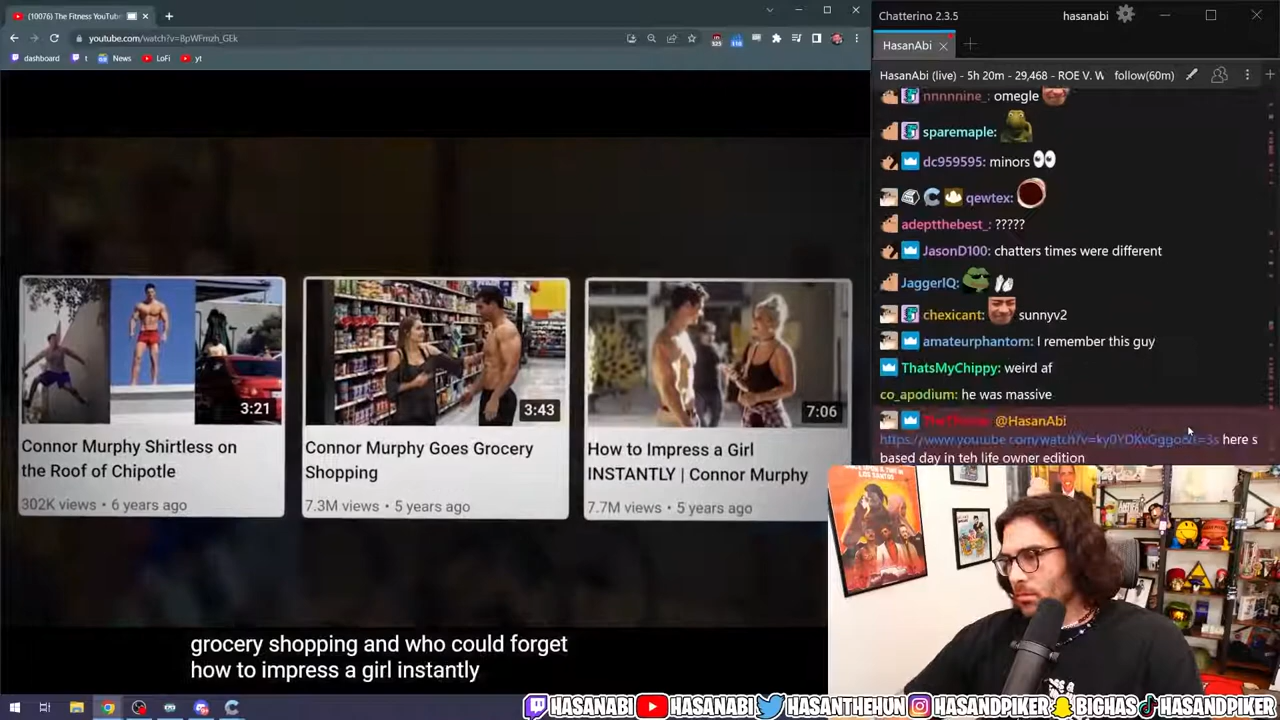 (10076) The Fitness YouTube
youtube.com/watch?v=BpWFmzh_GEk
dashboard
t
News
LoFi
yt
3:21
Connor Murphy Shirtless on
the Roof of Chipotle
302K views • 6 years ago
3:43
Connor Murphy Goes Grocery
Shopping
7.3M views • 5 years ago
7:06
How to Impress a Girl
INSTANTLY | Connor Murphy
7.7M views • 5 years ago
grocery shopping and who could forget
how to impress a girl instantly
Chatterino 2.3.5
hasanabi
HasanAbi
HasanAbi (live) - 5h 20m - 29,468 - ROE V. W
follow(60m)
nnnnnine_: omegle
sparemaple:
dc959595: minors
qewtex:
adeptthebest_: ?????
JasonD100: chatters times were different
JaggerIQ:
chexicant: sunnyv2
amateurphantom: I remember this guy
ThatsMyChippy: weird af
co_apodium: he was massive
@HasanAbi
here s
based day in teh life owner edition
HASANABI
HASANABI
HASANTHEHUN
HASANDPIKER
BIGHAS
HASANDPIKER